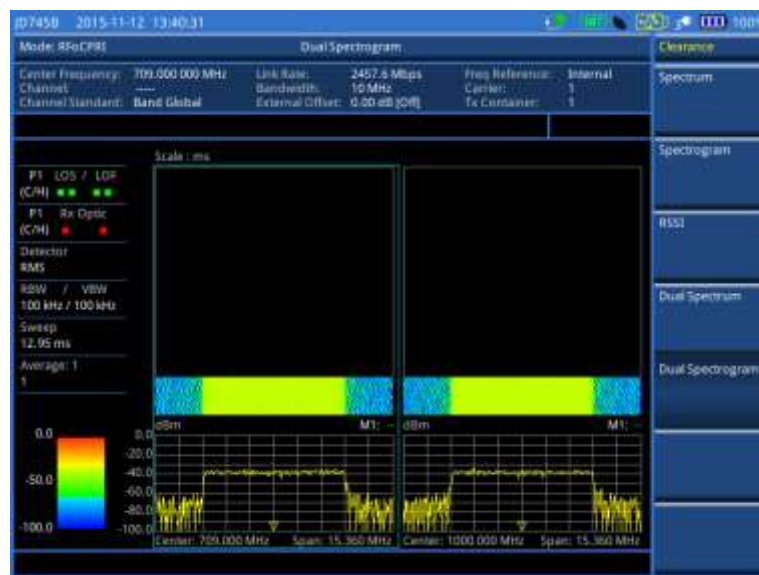 JD745B 2015-11-12 13:40:31
100%
Mode: RFoCPRI Dual Spectrogram Clearance
Center Frequency: 709.000 000 MHz Link Rate: 2457.6 Mbps Freq Reference: Internal
Channel: ---- Bandwidth: 10 MHz Carrier: 1
Channel Standard: Band Global External Offset: 0.00 dB [Off] Tx Container: 1
Spectrum
Spectrogram
RSSI
Dual Spectrum
Dual Spectrogram
Scale : ms
P1 LOS / LOF
(C/H)
P1 Rx Optic
(C/H)
Detector
RMS
RBW / VBW
100 kHz / 100 kHz
Sweep
12.95 ms
Average: 1
1
dBm M1: -- dBm M1: --
0.0
-50.0
-100.0
0.0
-20.0
-40.0
-60.0
-80.0
-100.0
Center: 709.000 MHz Span: 15.360 MHz Center: 1000.000 MHz Span: 15.360 MHz